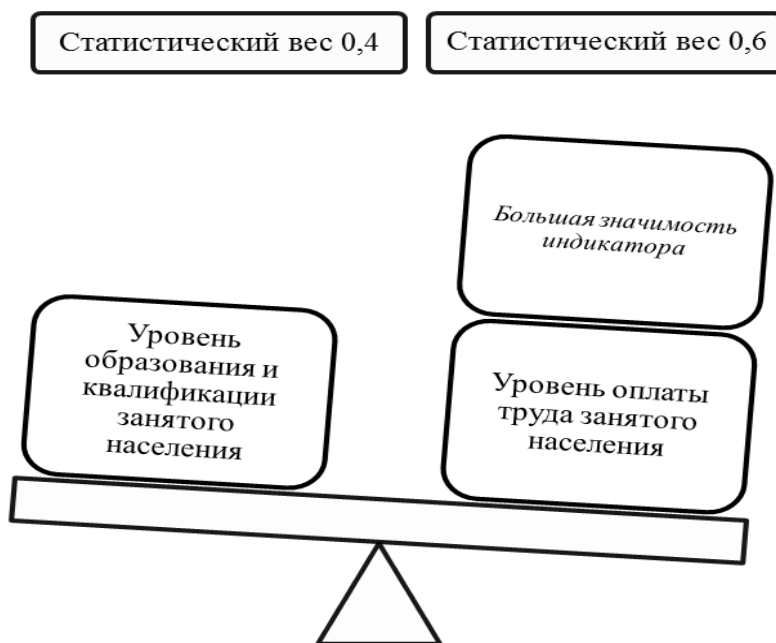 Статистический вес 0,4
Статистический вес 0,6
Большая значимость
индикатора
Уровень
образования и
квалификации
занятого
населения
Уровень оплаты
труда занятого
населения